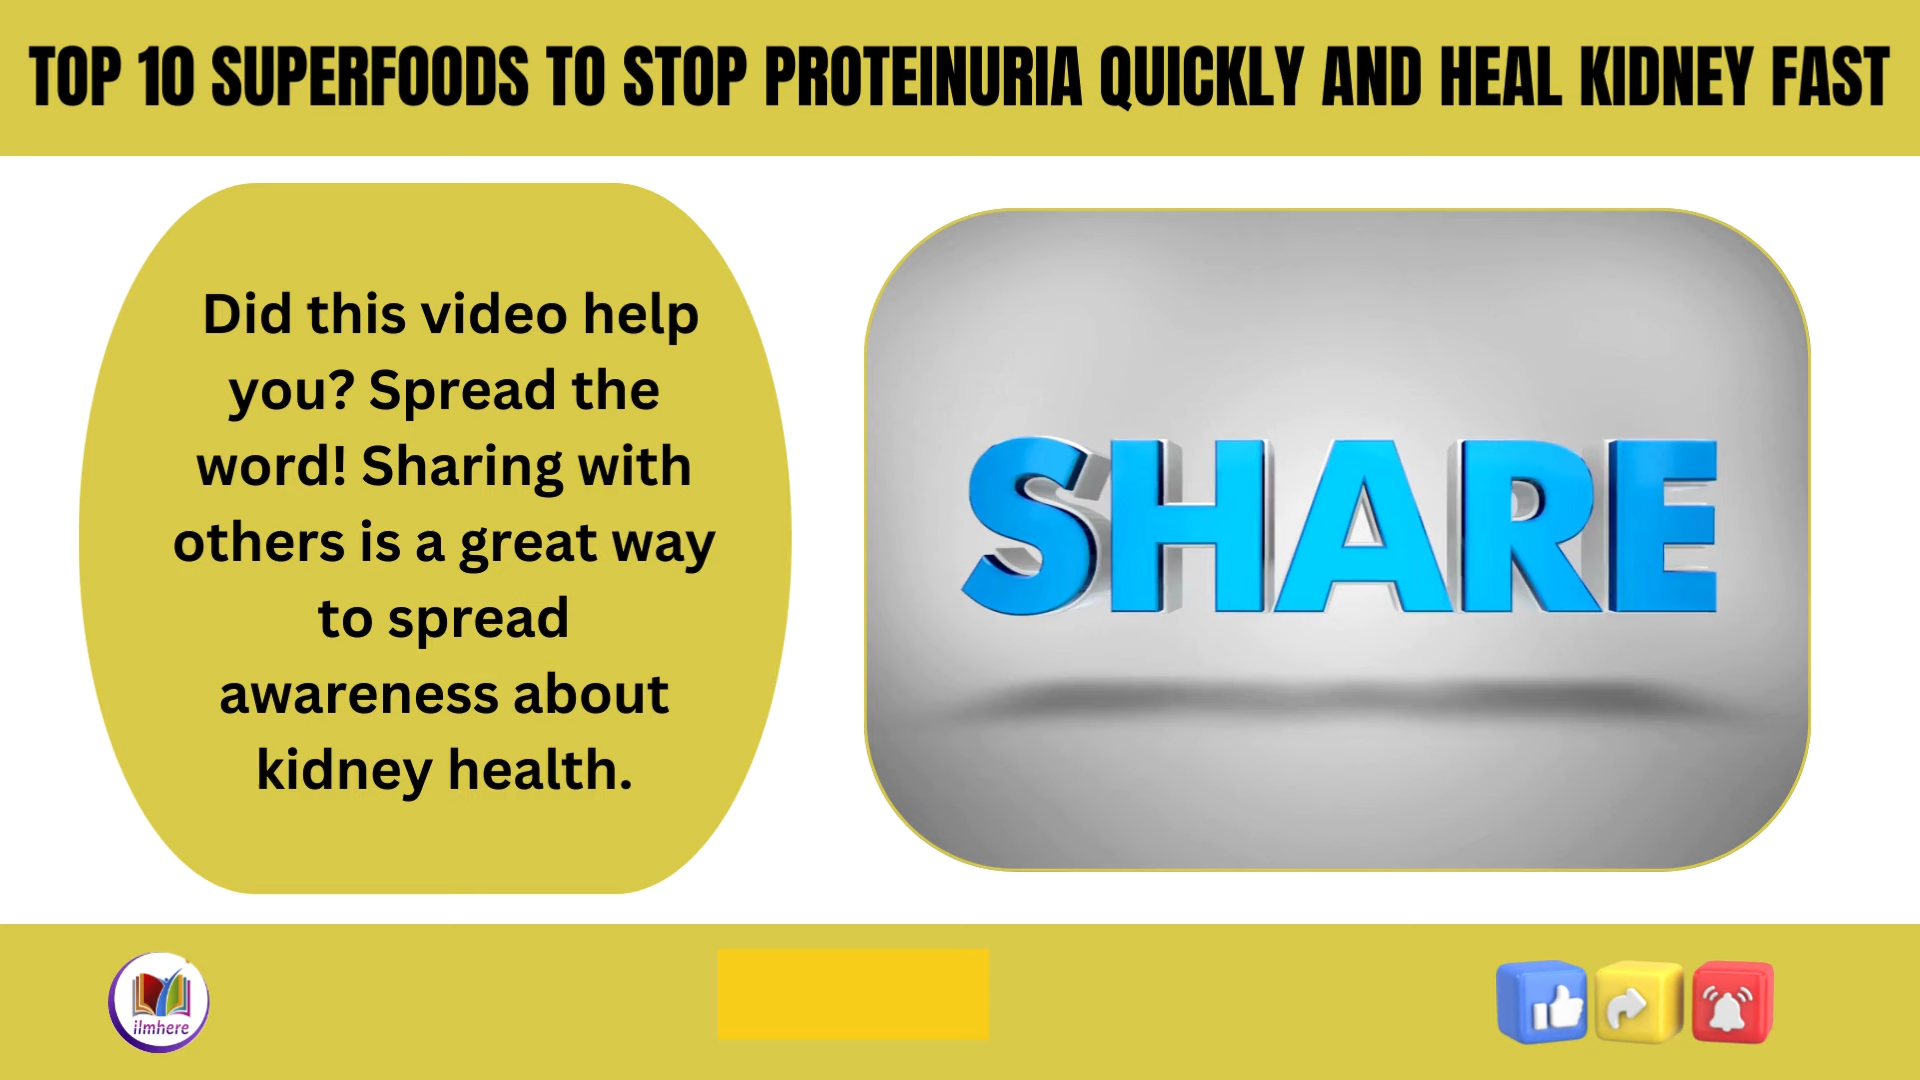 TOP 10 SUPERFOODS TO STOP PROTEINURIA QUICKLY AND HEAL KIDNEY FAST
Did this video help
you? Spread the
word! Sharing with
others is a great way
to spread
awareness about
kidney health.
SHARE
ilmhere